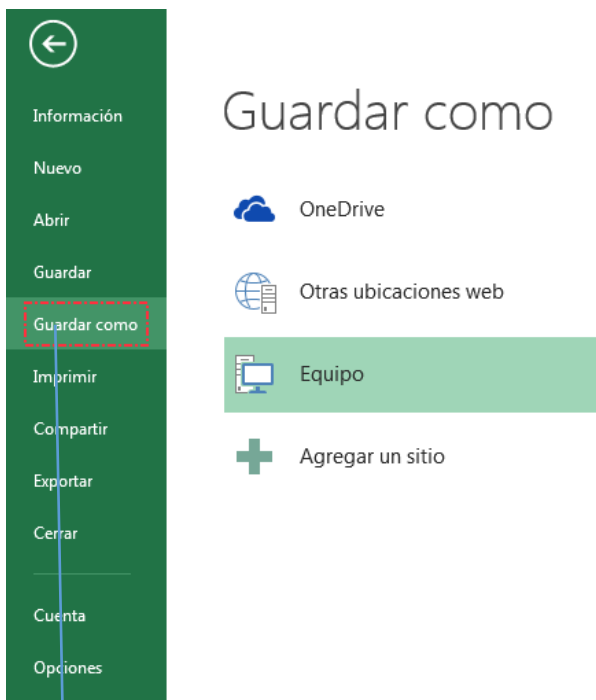 Información
Nuevo
Abrir
Guardar
Guardar como
Imprimir
Compartir
Exportar
Cerrar
Cuenta
Opciones
Guardar como
OneDrive
Otras ubicaciones web
Equipo
Agregar un sitio